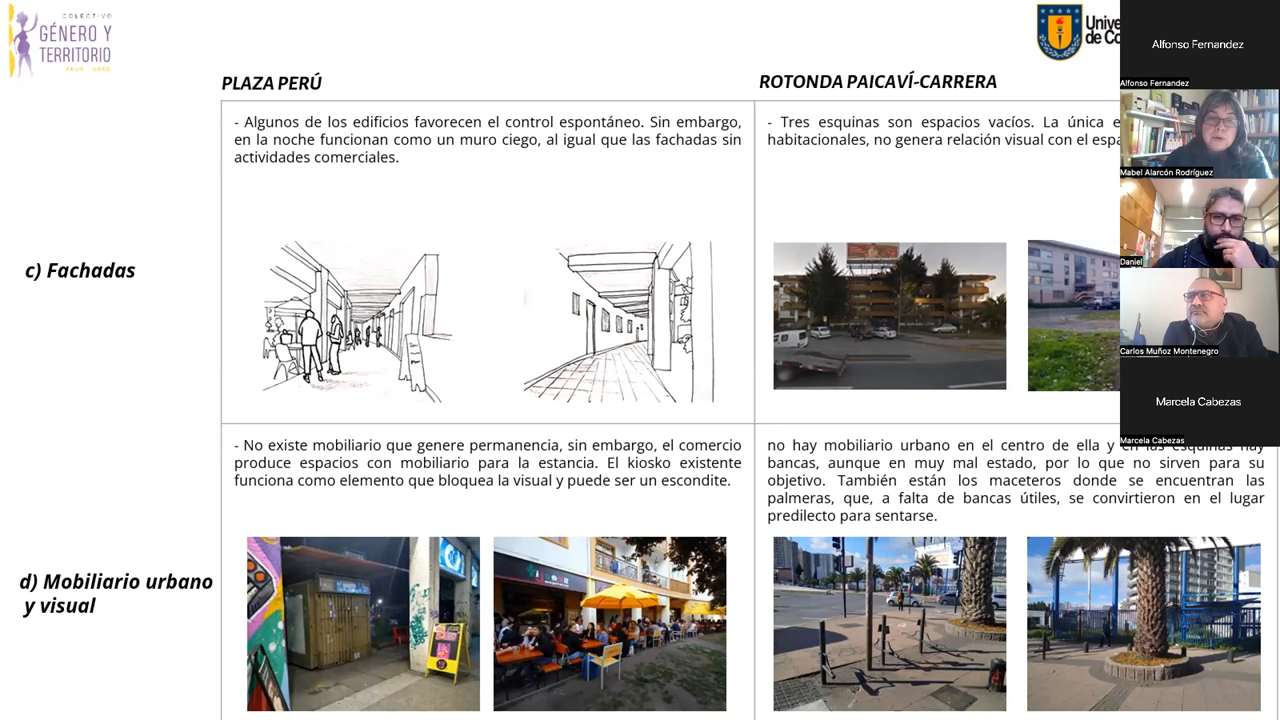 COLECTIVO
GÉNERO Y
TERRITORIO
Unive
de Co
PLAZA PERÚ
ROTONDA PAICAVÍ-CARRERA
- Algunos de los edificios favorecen el control espontáneo. Sin embargo,
en la noche funcionan como un muro ciego, al igual que las fachadas sin
actividades comerciales.
- Tres esquinas son espacios vacíos. La única e
habitacionales, no genera relación visual con el espa
c) Fachadas
- No existe mobiliario que genere permanencia, sin embargo, el comercio
produce espacios con mobiliario para la estancia. El kiosko existente
funciona como elemento que bloquea la visual y puede ser un escondite.
no hay mobiliario urbano en el centro de ella y en las esquinas hay
bancas, aunque en muy mal estado, por lo que no sirven para su
objetivo. También están los maceteros donde se encuentran las
palmeras, que, a falta de bancas útiles, se convirtieron en el lugar
predilecto para sentarse.
d) Mobiliario urbano
y visual
Alfonso Fernandez
Alfonso Fernandez
Mabel Alarcón Rodríguez
Daniel
Carlos Muñoz Montenegro
Marcela Cabezas
Marcela Cabezas